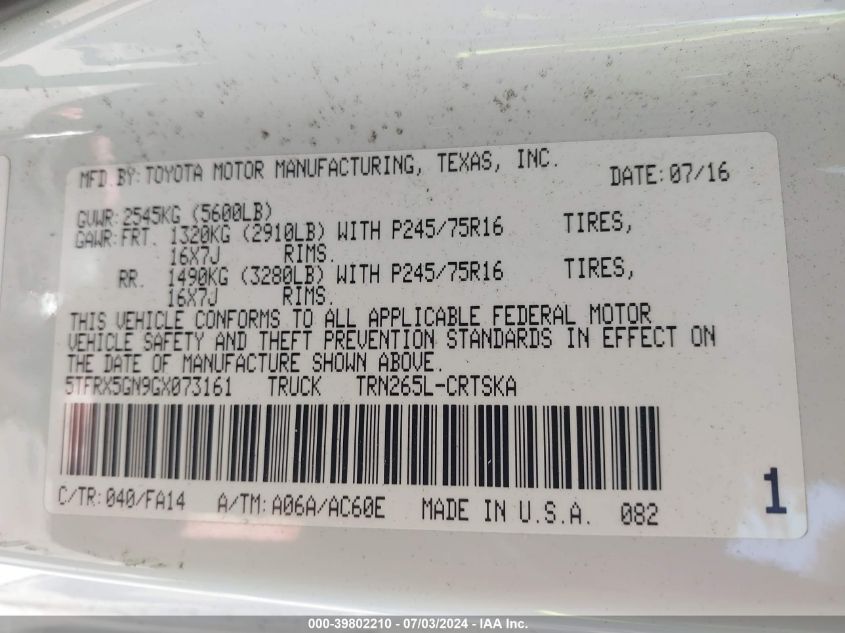 MFD.BY:TOYOTA MOTOR MANUFACTURING, TEXAS, INC. DATE:07/16
GVWR:2545KG (5600LB)
GAWR:FRT. 1320KG (2910LB) WITH P245/75R16 TIRES,
16X7J RIMS.
RR. 1490KG (3280LB) WITH P245/75R16 TIRES,
16X7J RIMS.
THIS VEHICLE CONFORMS TO ALL APPLICABLE FEDERAL MOTOR
VEHICLE SAFETY AND THEFT PREVENTION STANDARDS IN EFFECT ON
THE DATE OF MANUFACTURE SHOWN ABOVE.
5TFRX5GN9GX073161 TRUCK TRN265L-CRTSKA
C/TR:040/FA14 A/TM:A06A/AC60E MADE IN U.S.A. 082
1
000-39802210 - 07/03/2024 - IAA Inc.